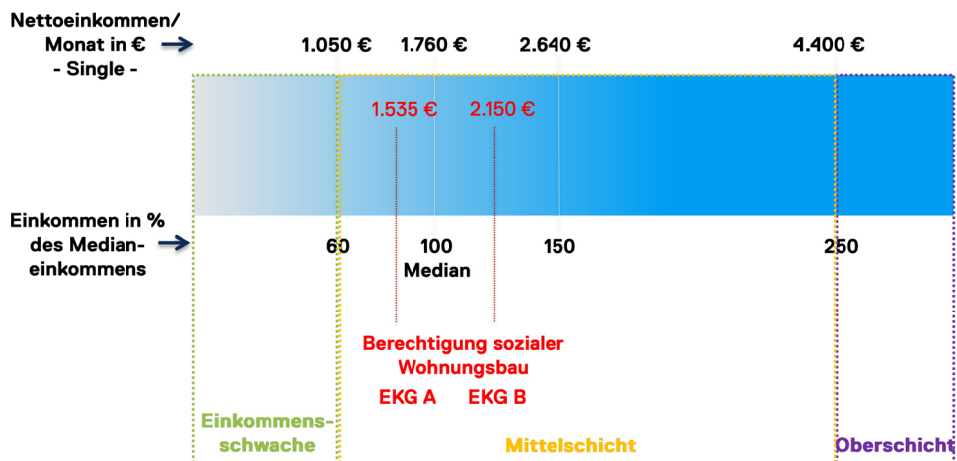 Nettoeinkommen/
Monat in €
- Single -
1.050 € 1.760 € 2.640 € 4.400 €
1.535 € 2.150 €
Einkommen in %
des Median-
einkommens
60 100 150 250
Median
Berechtigung sozialer
Wohnungsbau
EKG A EKG B
Einkommens-
schwache
Mittelschicht
Oberschicht